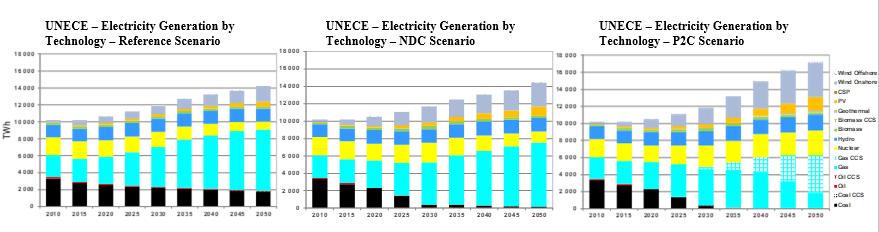 UNECE – Electricity Generation by
Technology – Reference Scenario
TWh
18 000
16 000
14 000
12 000
10 000
8 000
6 000
4 000
2 000
0
2010 2015 2020 2025 2030 2035 2040 2045 2050
UNECE – Electricity Generation by
Technology – NDC Scenario
18 000
16 000
14 000
12 000
10 000
8 000
6 000
4 000
2 000
0
2010 2015 2020 2025 2030 2035 2040 2045 2050
UNECE – Electricity Generation by
Technology – P2C Scenario
18 000
16 000
14 000
12 000
10 000
8 000
6 000
4 000
2 000
0
2010 2015 2020 2025 2030 2035 2040 2045 2050
Wind Offshore
Wind Onshore
CSP
PV
Geothermal
Biomass CCS
Biomass
Hydro
Nuclear
Gas CCS
Gas
Oil CCS
Oil
Coal CCS
Coal